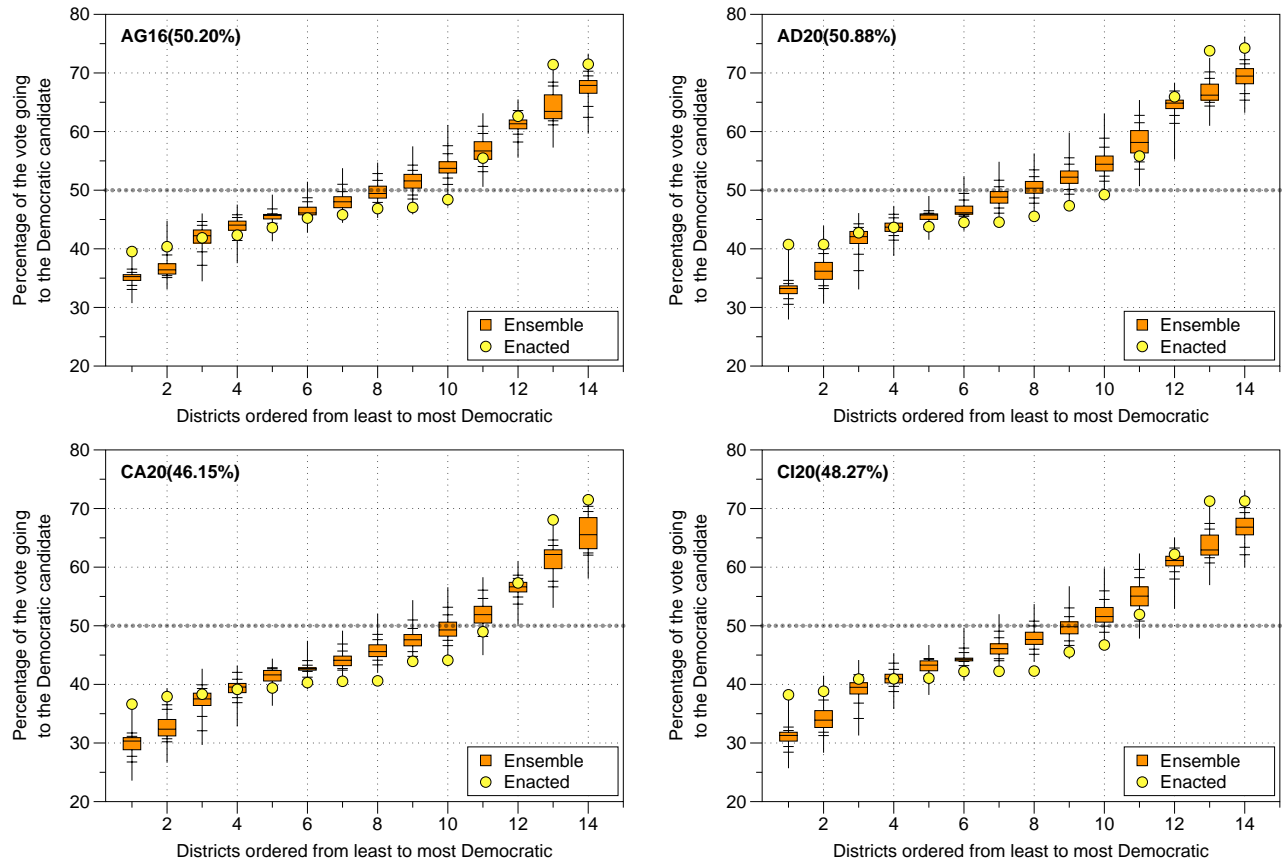 AG16(50.20%)
Percentage of the vote going
to the Democratic candidate
80
70
60
50
40
30
20
Ensemble
Enacted
2 4 6 8 10 12 14
Districts ordered from least to most Democratic
AD20(50.88%)
Percentage of the vote going
to the Democratic candidate
80
70
60
50
40
30
20
Ensemble
Enacted
2 4 6 8 10 12 14
Districts ordered from least to most Democratic
CA20(46.15%)
Percentage of the vote going
to the Democratic candidate
80
70
60
50
40
30
20
Ensemble
Enacted
2 4 6 8 10 12 14
Districts ordered from least to most Democratic
CI20(48.27%)
Percentage of the vote going
to the Democratic candidate
80
70
60
50
40
30
20
Ensemble
Enacted
2 4 6 8 10 12 14
Districts ordered from least to most Democratic